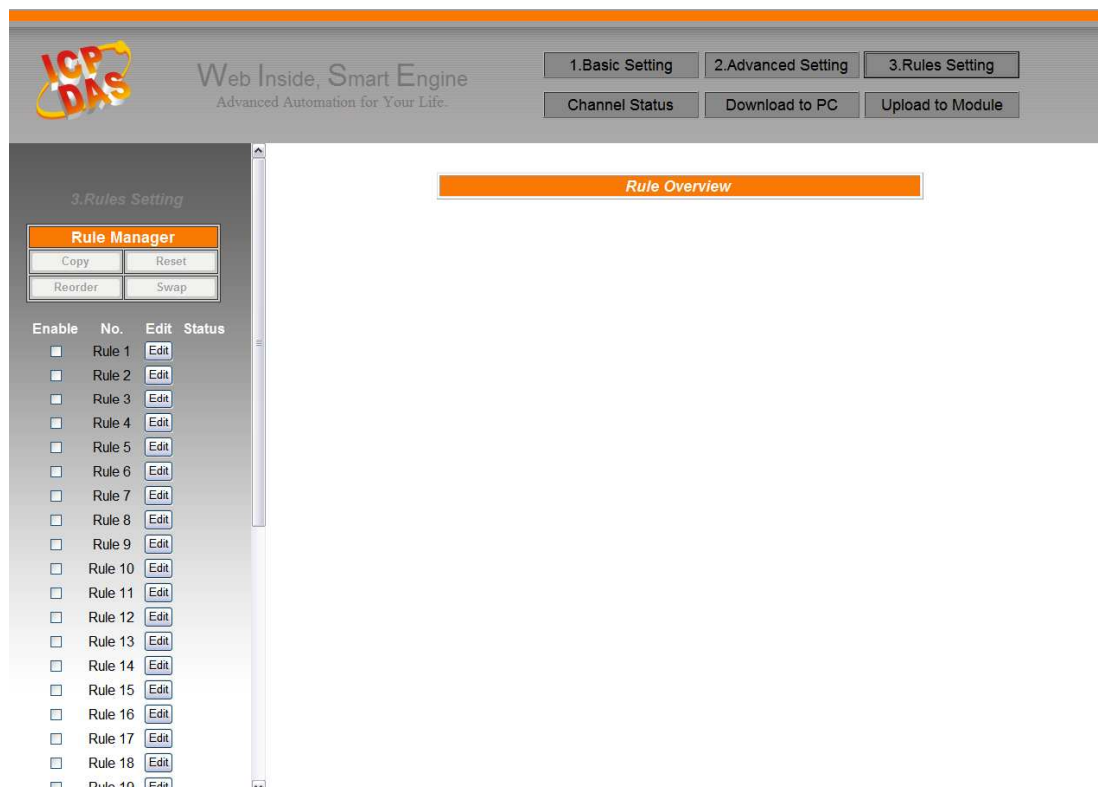 ICP
DAS
Web Inside, Smart Engine
Advanced Automation for Your Life.
1.Basic Setting
2.Advanced Setting
3.Rules Setting
Channel Status
Download to PC
Upload to Module
3.Rules Setting
Rule Manager
Copy Reset
Reorder Swap
Enable No. Edit Status
Rule 1 Edit
Rule 2 Edit
Rule 3 Edit
Rule 4 Edit
Rule 5 Edit
Rule 6 Edit
Rule 7 Edit
Rule 8 Edit
Rule 9 Edit
Rule 10 Edit
Rule 11 Edit
Rule 12 Edit
Rule 13 Edit
Rule 14 Edit
Rule 15 Edit
Rule 16 Edit
Rule 17 Edit
Rule 18 Edit
Rule 19 Edit
Rule Overview